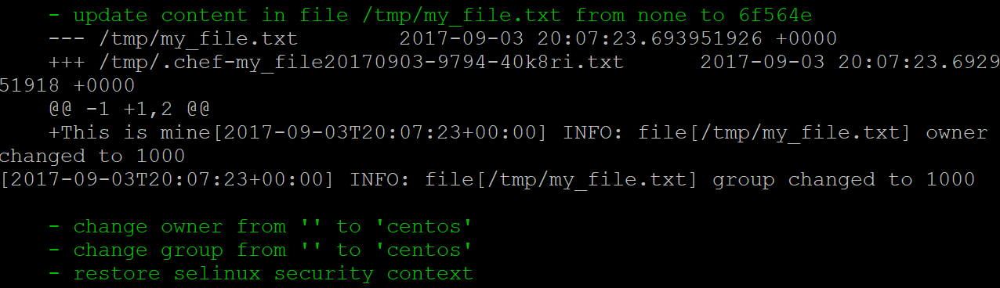 - update content in file /tmp/my_file.txt from none to 6f564e
--- /tmp/my_file.txt        2017-09-03 20:07:23.693951926 +0000
+++ /tmp/.chef-my_file20170903-9794-40k8ri.txt      2017-09-03 20:07:23.6929
51918 +0000
@@ -1 +1,2 @@
+This is mine[2017-09-03T20:07:23+00:00] INFO: file[/tmp/my_file.txt] owner
changed to 1000
[2017-09-03T20:07:23+00:00] INFO: file[/tmp/my_file.txt] group changed to 1000
- change owner from '' to 'centos'
- change group from '' to 'centos'
- restore selinux security context